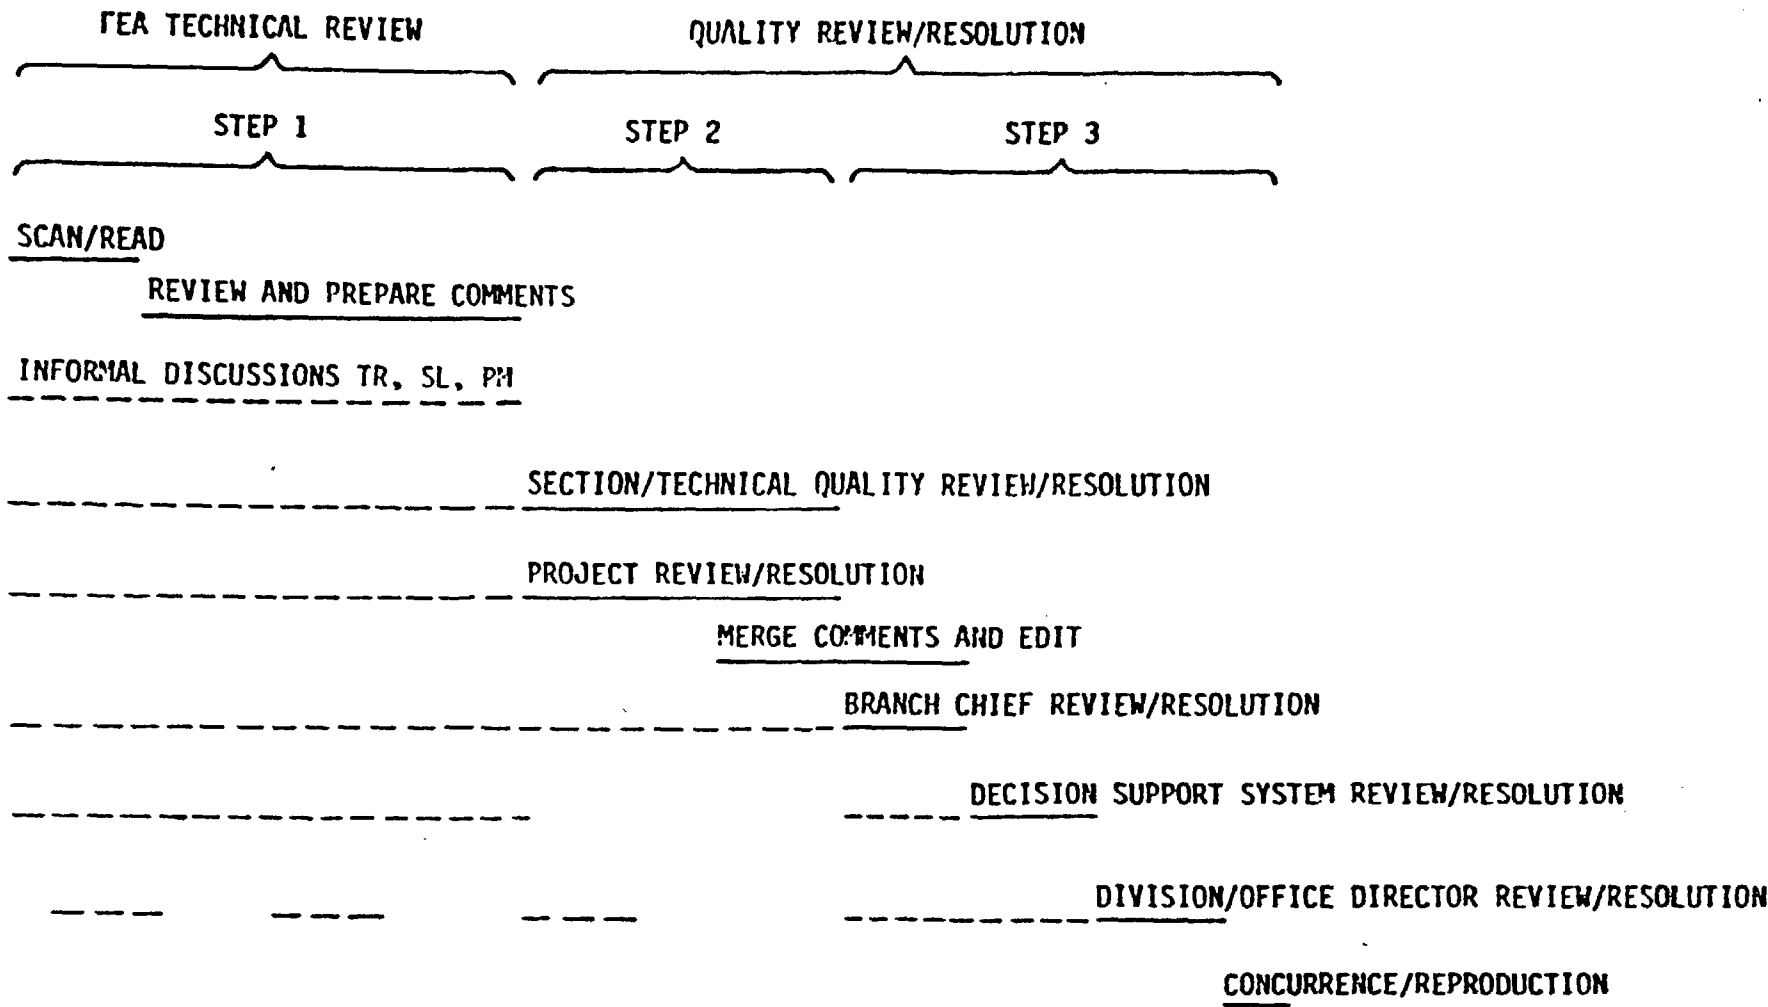 FEA TECHNICAL REVIEW
QUALITY REVIEW/RESOLUTION
STEP 1
STEP 2
STEP 3
SCAN/READ
REVIEW AND PREPARE COMMENTS
INFORMAL DISCUSSIONS TR, SL, PM
SECTION/TECHNICAL QUALITY REVIEW/RESOLUTION
PROJECT REVIEW/RESOLUTION
MERGE COMMENTS AND EDIT
BRANCH CHIEF REVIEW/RESOLUTION
DECISION SUPPORT SYSTEM REVIEW/RESOLUTION
DIVISION/OFFICE DIRECTOR REVIEW/RESOLUTION
CONCURRENCE/REPRODUCTION